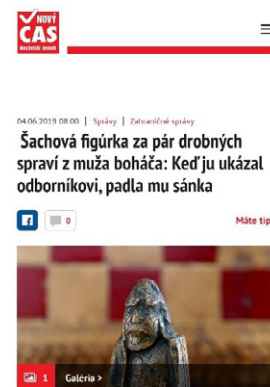 NOVÝ
ČAS
04.06.2019 08:00 | Správy | Zahraničné správy
Šachová figúrka za pár drobných
spraví z muža boháča: Keď ju ukázal
odborníkovi, padla mu sánka
0
Máte tip
1 Galéria >